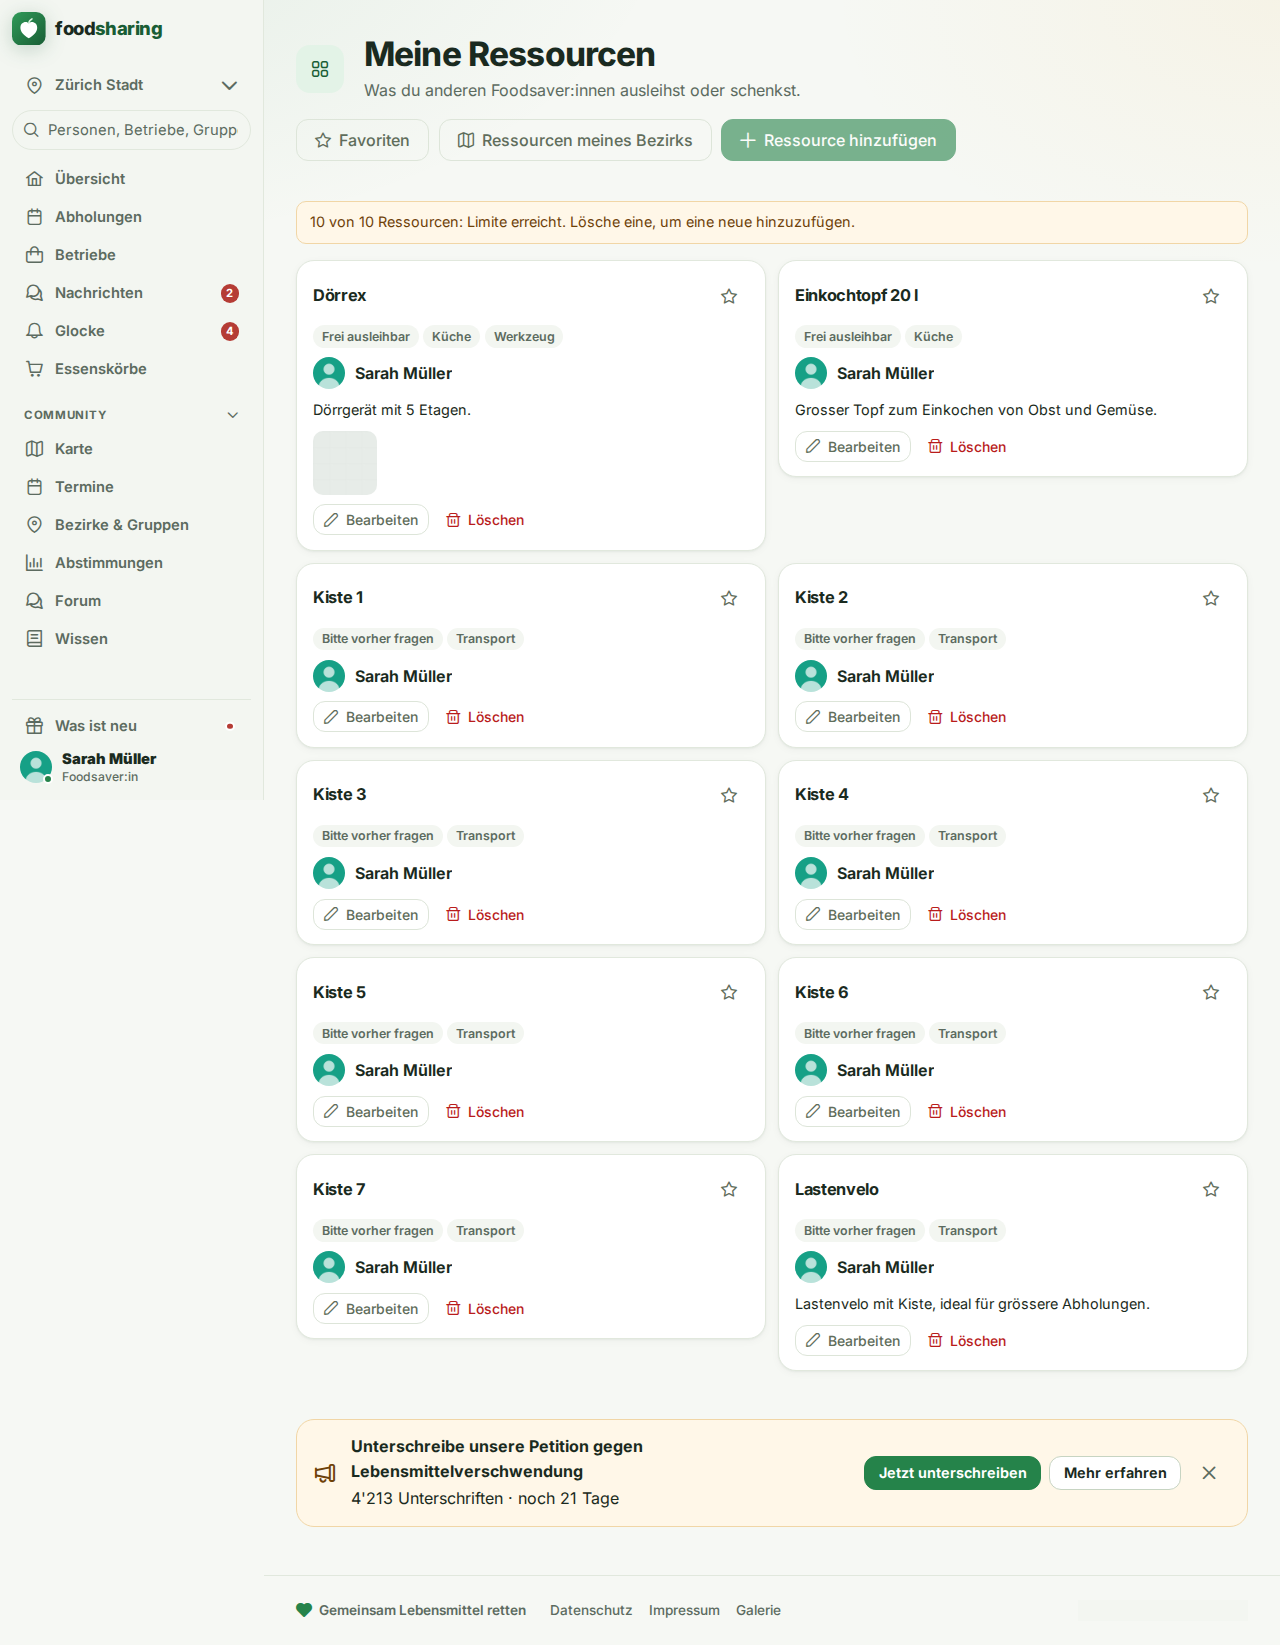 foodsharing
Zürich Stadt
Personen, Betriebe, Grupp
Übersicht
Abholungen
Betriebe
Nachrichten 2
Glocke 4
Essenskörbe
COMMUNITY
Karte
Termine
Bezirke & Gruppen
Abstimmungen
Forum
Wissen
Was ist neu
Sarah Müller
Foodsaver:in
Meine Ressourcen
Was du anderen Foodsaver:innen ausleihst oder schenkst.
Favoriten Ressourcen meines Bezirks Ressource hinzufügen
10 von 10 Ressourcen: Limite erreicht. Lösche eine, um eine neue hinzuzufügen.
Dörrex
Frei ausleihbar Küche Werkzeug
Sarah Müller
Dörrgerät mit 5 Etagen.
Bearbeiten Löschen
Einkochtopf 20 l
Frei ausleihbar Küche
Sarah Müller
Grosser Topf zum Einkochen von Obst und Gemüse.
Bearbeiten Löschen
Kiste 1
Bitte vorher fragen Transport
Sarah Müller
Bearbeiten Löschen
Kiste 2
Bitte vorher fragen Transport
Sarah Müller
Bearbeiten Löschen
Kiste 3
Bitte vorher fragen Transport
Sarah Müller
Bearbeiten Löschen
Kiste 4
Bitte vorher fragen Transport
Sarah Müller
Bearbeiten Löschen
Kiste 5
Bitte vorher fragen Transport
Sarah Müller
Bearbeiten Löschen
Kiste 6
Bitte vorher fragen Transport
Sarah Müller
Bearbeiten Löschen
Kiste 7
Bitte vorher fragen Transport
Sarah Müller
Bearbeiten Löschen
Lastenvelo
Bitte vorher fragen Transport
Sarah Müller
Lastenvelo mit Kiste, ideal für grössere Abholungen.
Bearbeiten Löschen
Unterschreibe unsere Petition gegen
Lebensmittelverschwendung
4'213 Unterschriften · noch 21 Tage
Jetzt unterschreiben Mehr erfahren
Gemeinsam Lebensmittel retten Datenschutz Impressum Galerie